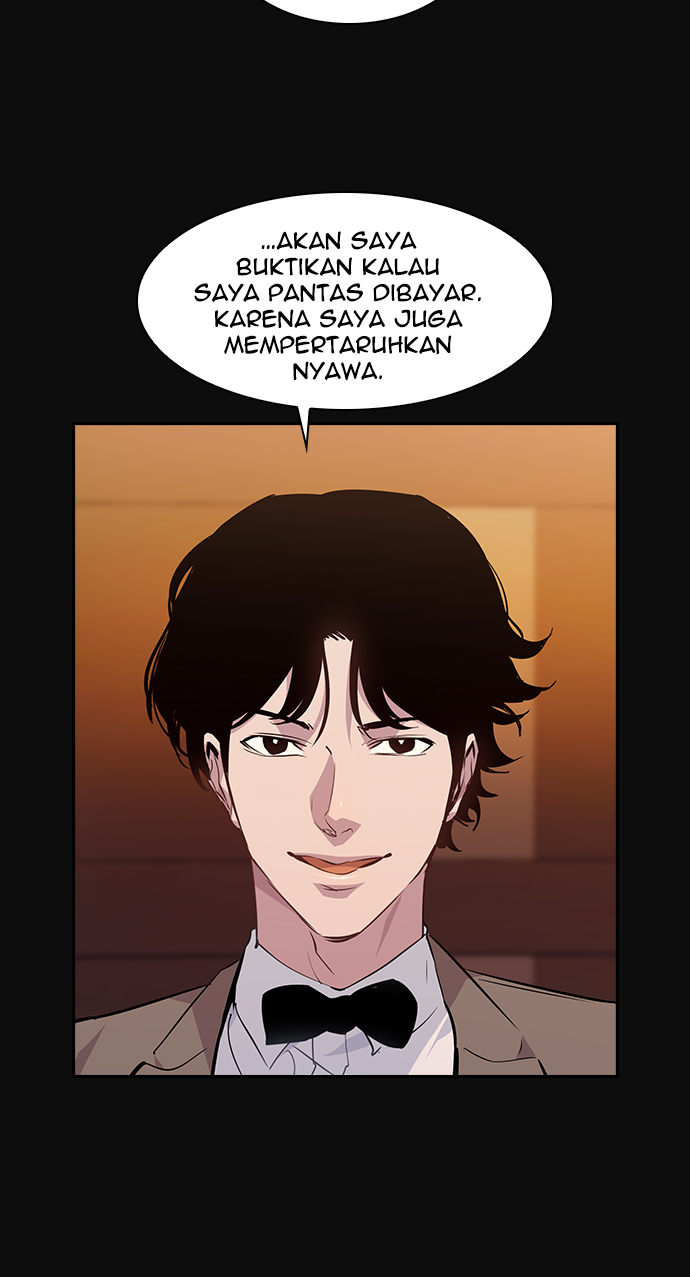 ...AKAN SAYA
BUKTIKAN KALAU
SAYA PANTAS DIBAYAR.
KARENA SAYA JUGA
MEMPERTARUHKAN
NYAWA.